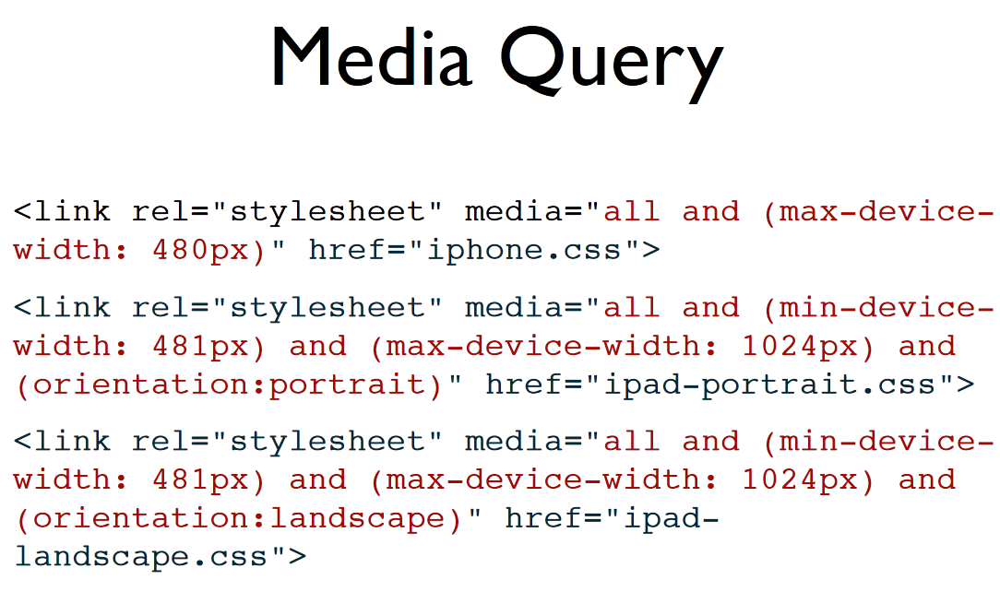 Media Query
<link rel="stylesheet" media="all and (max-device-
width: 480px)" href="iphone.css">
<link rel="stylesheet" media="all and (min-device-
width: 481px) and (max-device-width: 1024px) and
(orientation:portrait)" href="ipad-portrait.css">
<link rel="stylesheet" media="all and (min-device-
width: 481px) and (max-device-width: 1024px) and
(orientation:landscape)" href="ipad-
landscape.css">